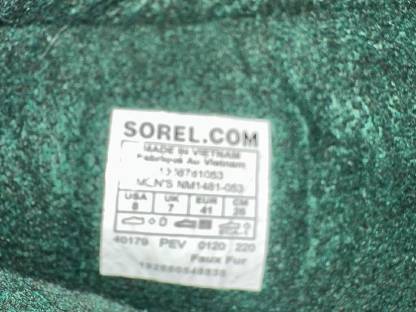 SOREL.COM
MADE IN VIETNAM
Fabriqué Au Vietnam
MEN'S NM1481-053
USA UK EUR CM
8 7 41 26
40179 PEV 0120 220
Faux Fur